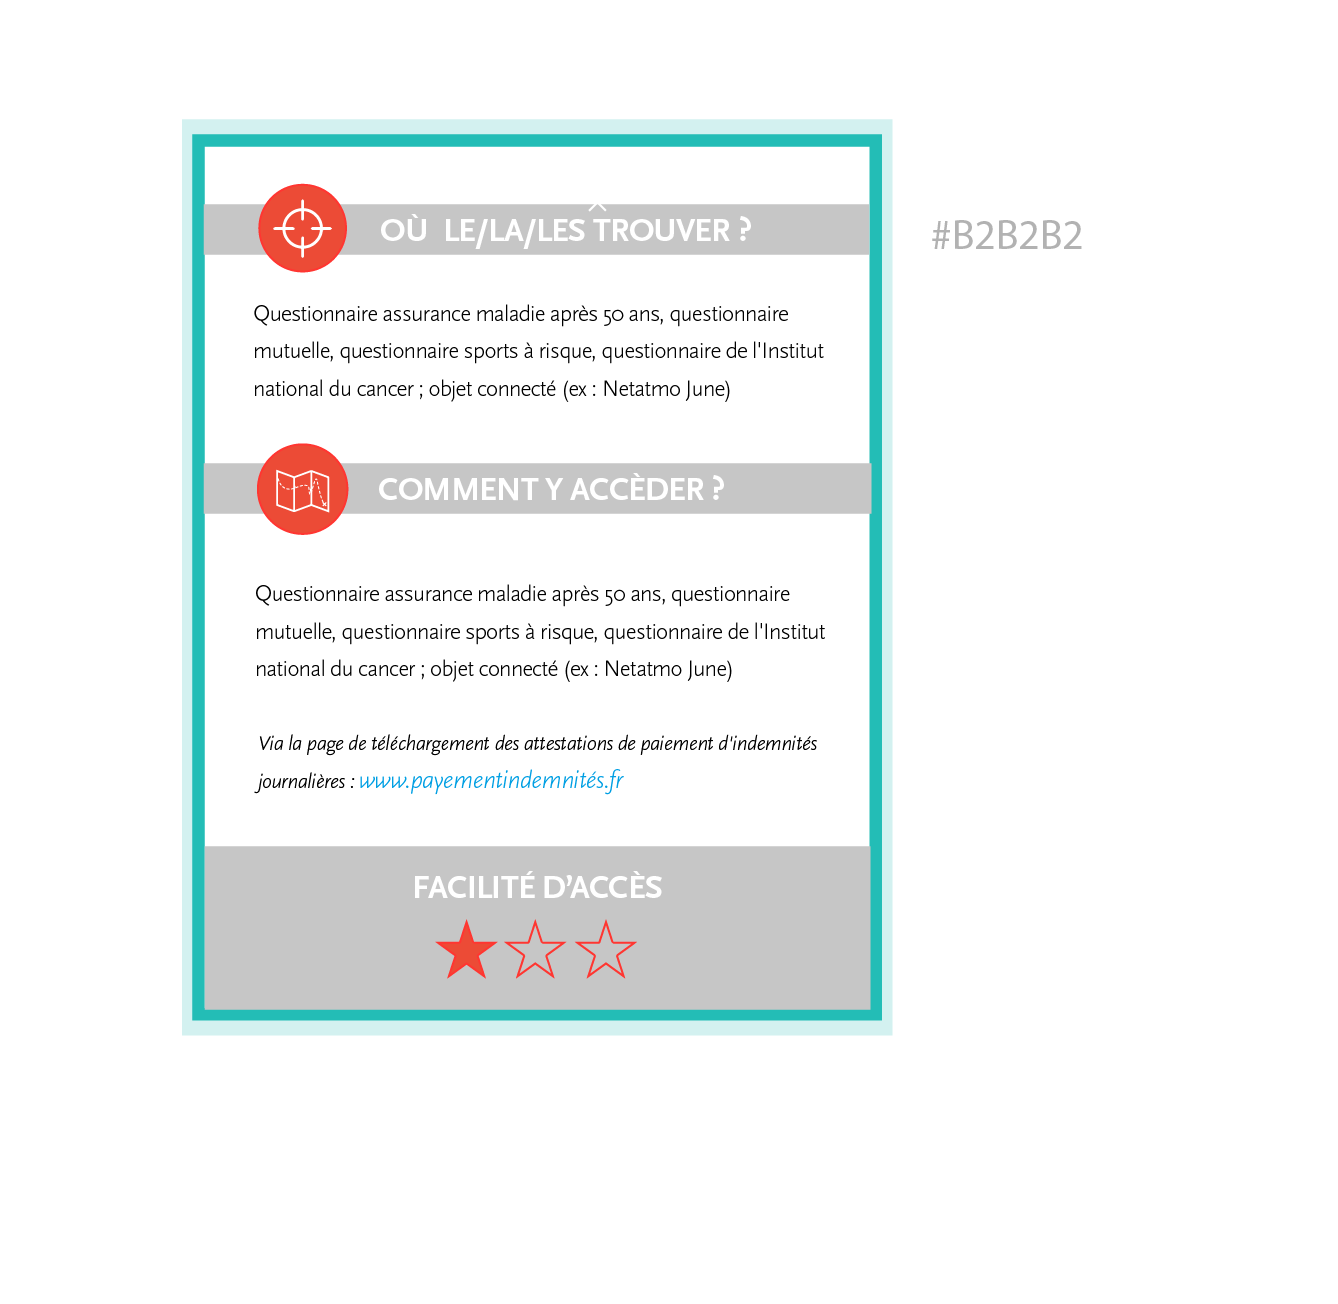 OÙ LE/LA/LES TROUVER ?
#B2B2B2
Questionnaire assurance maladie après 50 ans, questionnaire
mutuelle, questionnaire sports à risque, questionnaire de l'Institut
national du cancer ; objet connecté (ex : Netatmo June)
COMMENT Y ACCÈDER ?
Questionnaire assurance maladie après 50 ans, questionnaire
mutuelle, questionnaire sports à risque, questionnaire de l'Institut
national du cancer ; objet connecté (ex : Netatmo June)
Via la page de téléchargement des attestations de paiement d'indemnités
journalières : www.payementindemnités.fr
FACILITÉ D’ACCÈS